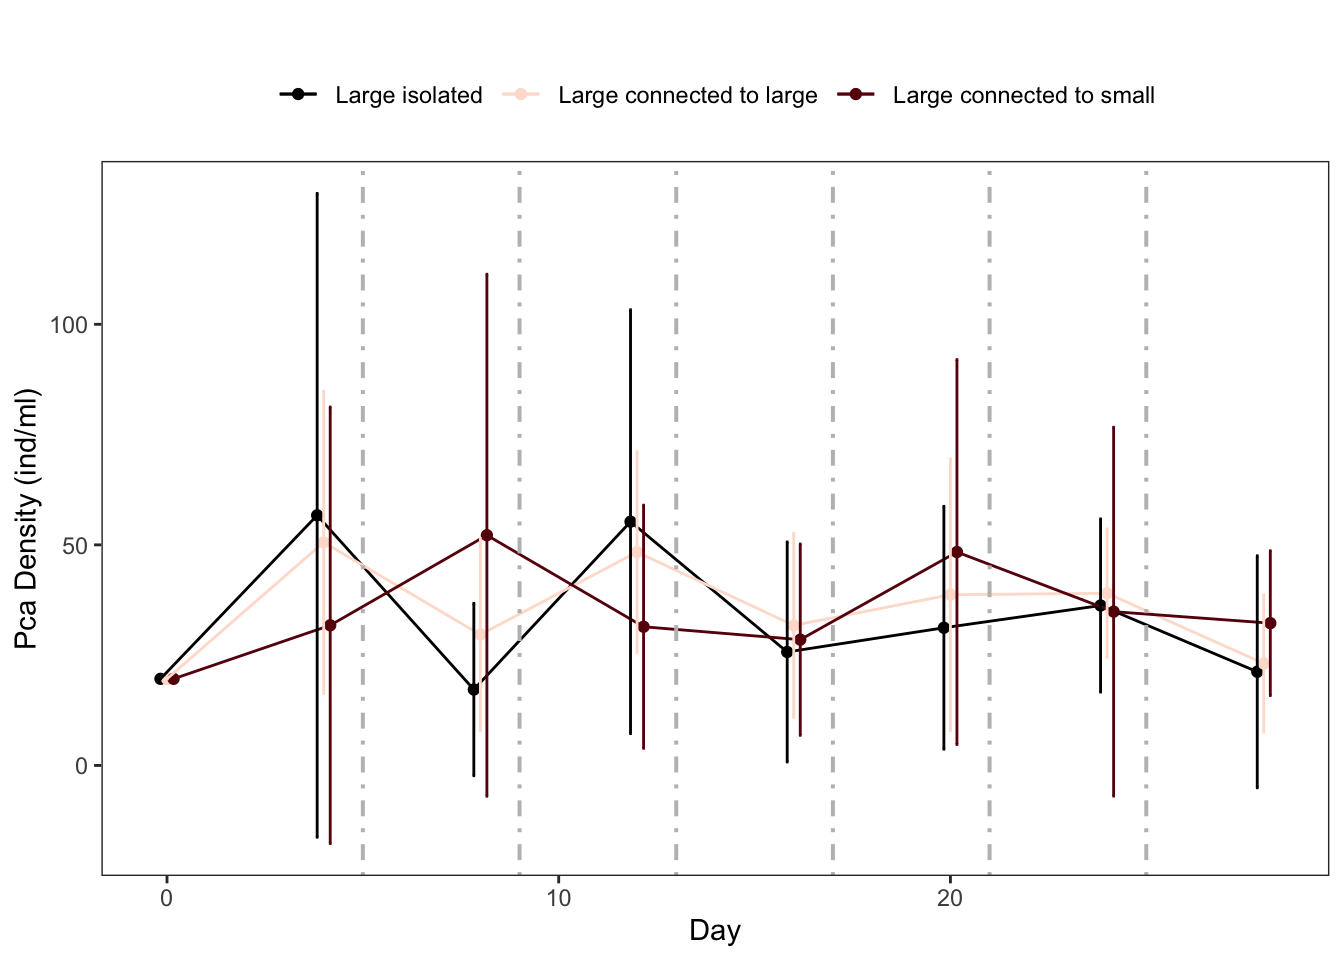 Large isolated Large connected to large Large connected to small
Pca Density (ind/ml)
100
50
0
0 10 20
Day